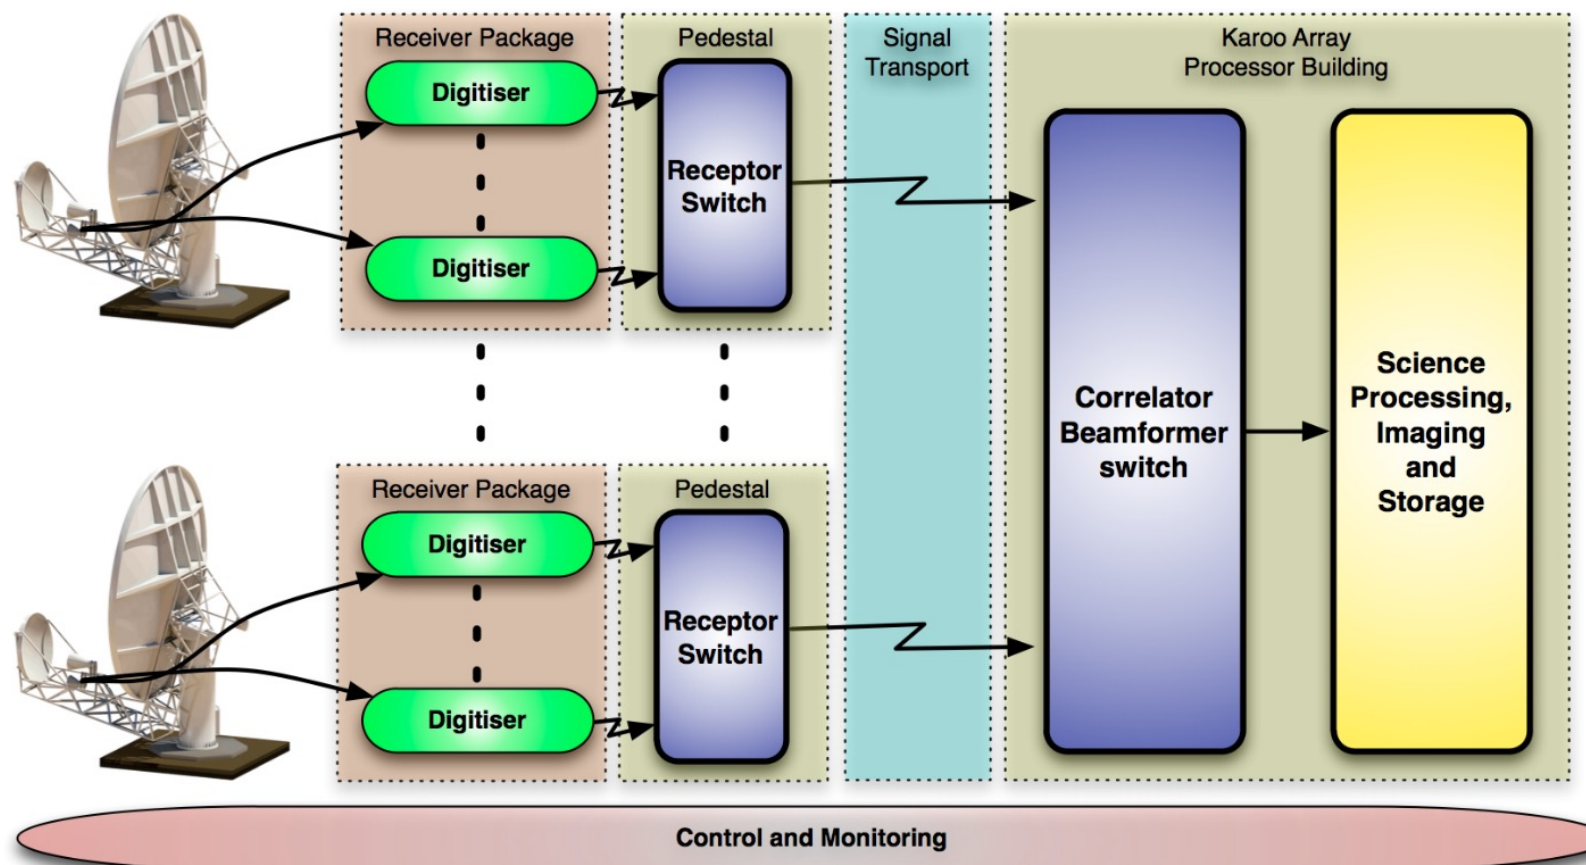 Receiver Package
Pedestal
Signal
Transport
Karoo Array
Processor Building
Digitiser
Receptor
Switch
Digitiser
Correlator
Beamformer
switch
Science
Processing,
Imaging
and
Storage
Receiver Package
Pedestal
Digitiser
Receptor
Switch
Digitiser
Control and Monitoring